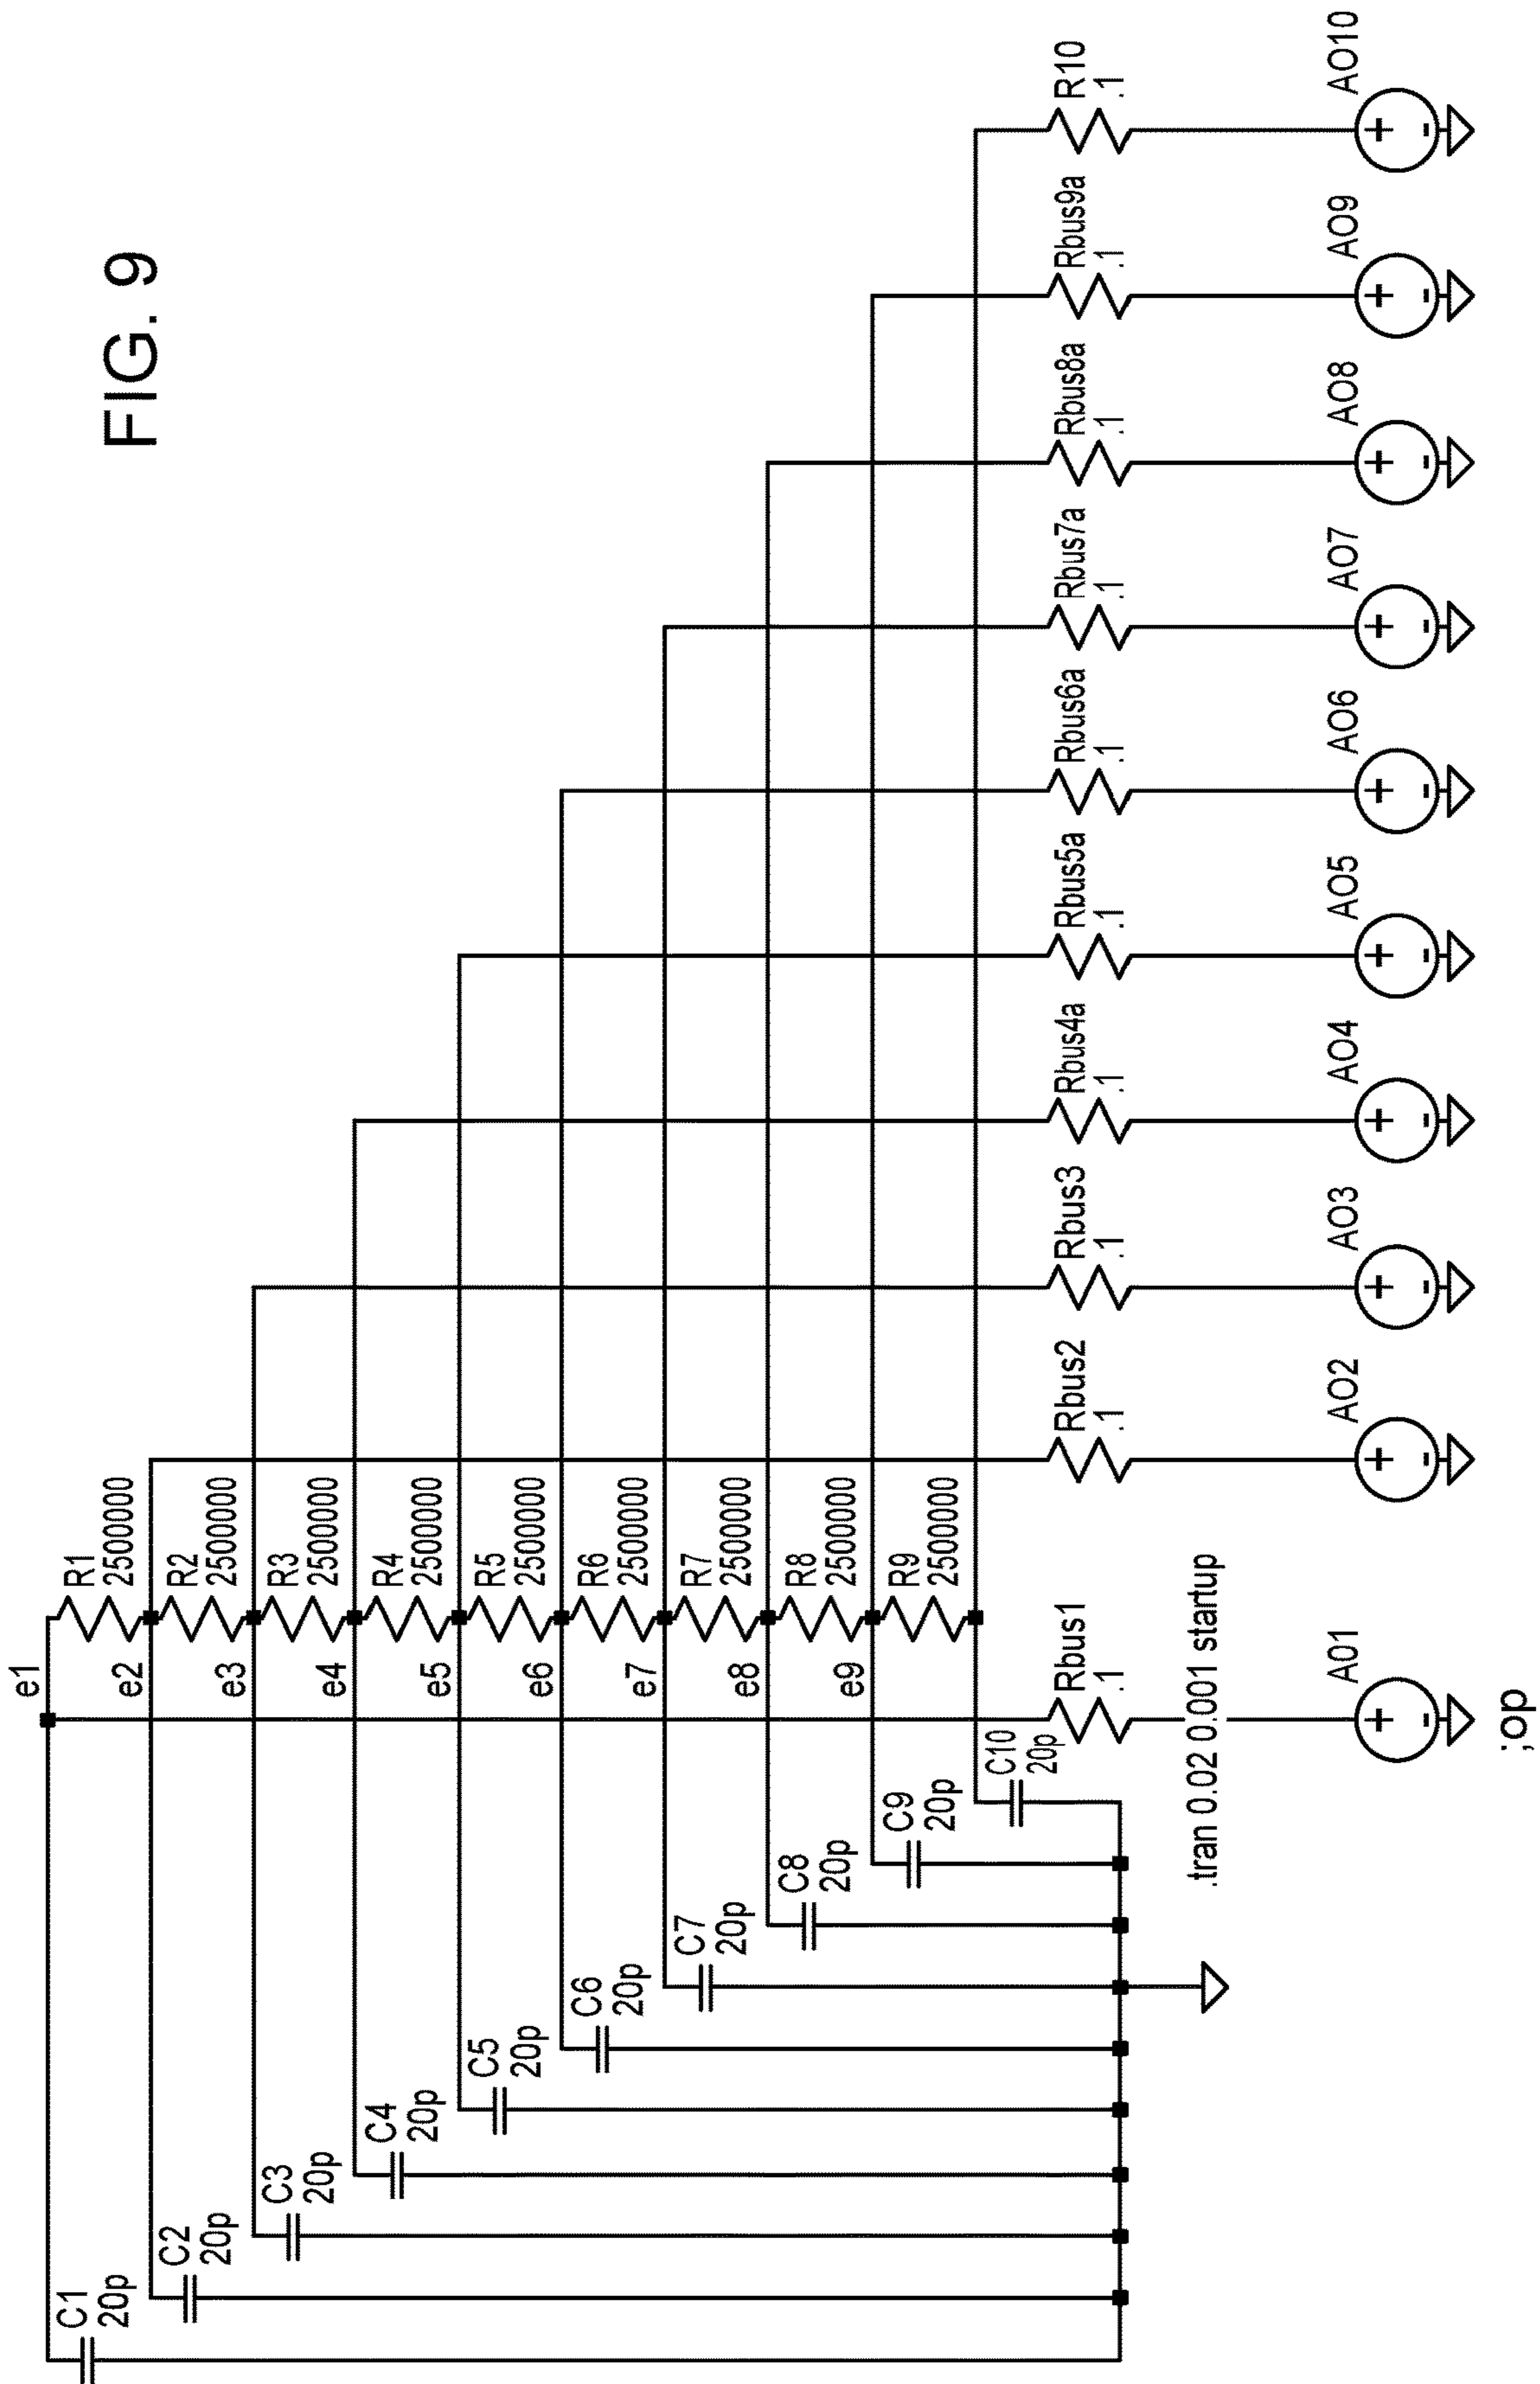 FIG. 9
e1
e2
e3
e4
e5
e6
e7
e8
e9
R1
2500000
R2
2500000
R3
2500000
R4
2500000
R5
2500000
R6
2500000
R7
2500000
R8
2500000
R9
2500000
C1
20p
C2
20p
C3
20p
C4
20p
C5
20p
C6
20p
C7
20p
C8
20p
C9
20p
C10
20p
Rbus1
.1
Rbus2
.1
Rbus3
.1
Rbus4a
.1
Rbus5a
.1
Rbus6a
.1
Rbus7a
.1
Rbus8a
.1
Rbus9a
.1
R10
.1
.tran 0.02 0.001 startup
A01
AO2
AO3
AO4
AO5
AO6
AO7
AO8
AO9
AO10
;op